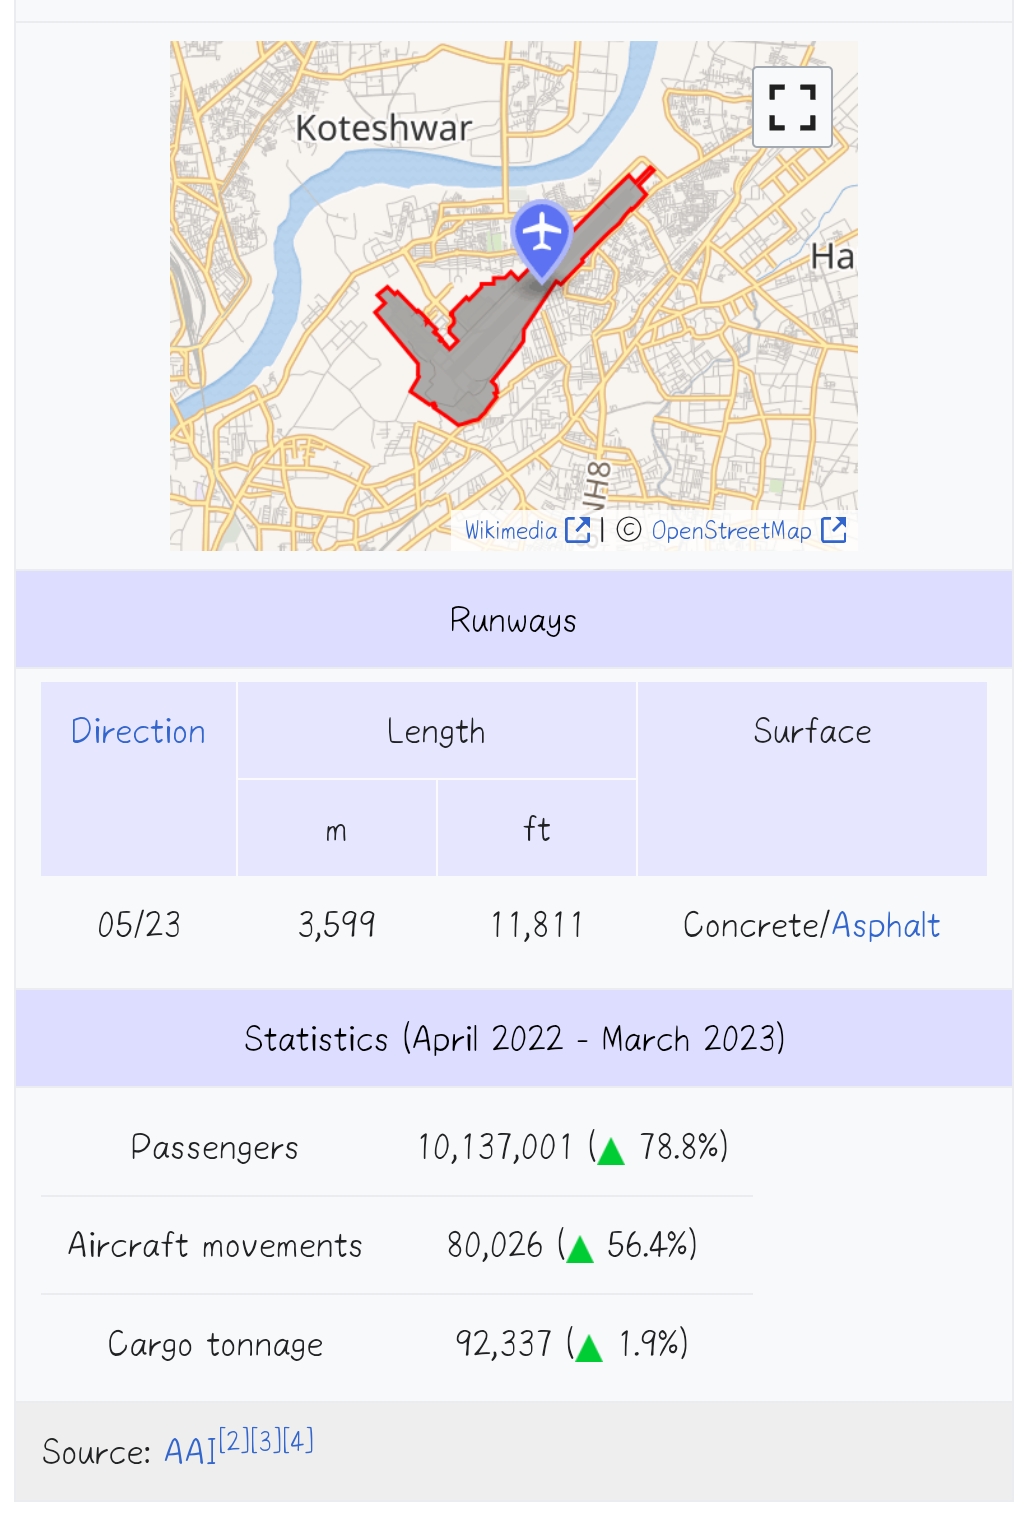 Koteshwar
Ha
NH8
Wikimedia | © OpenStreetMap
Runways
Direction Length Surface
m ft
05/23 3,599 11,811 Concrete/Asphalt
Statistics (April 2022 - March 2023)
Passengers 10,137,001 (▲ 78.8%)
Aircraft movements 80,026 (▲ 56.4%)
Cargo tonnage 92,337 (▲ 1.9%)
Source: AAI[2][3][4]